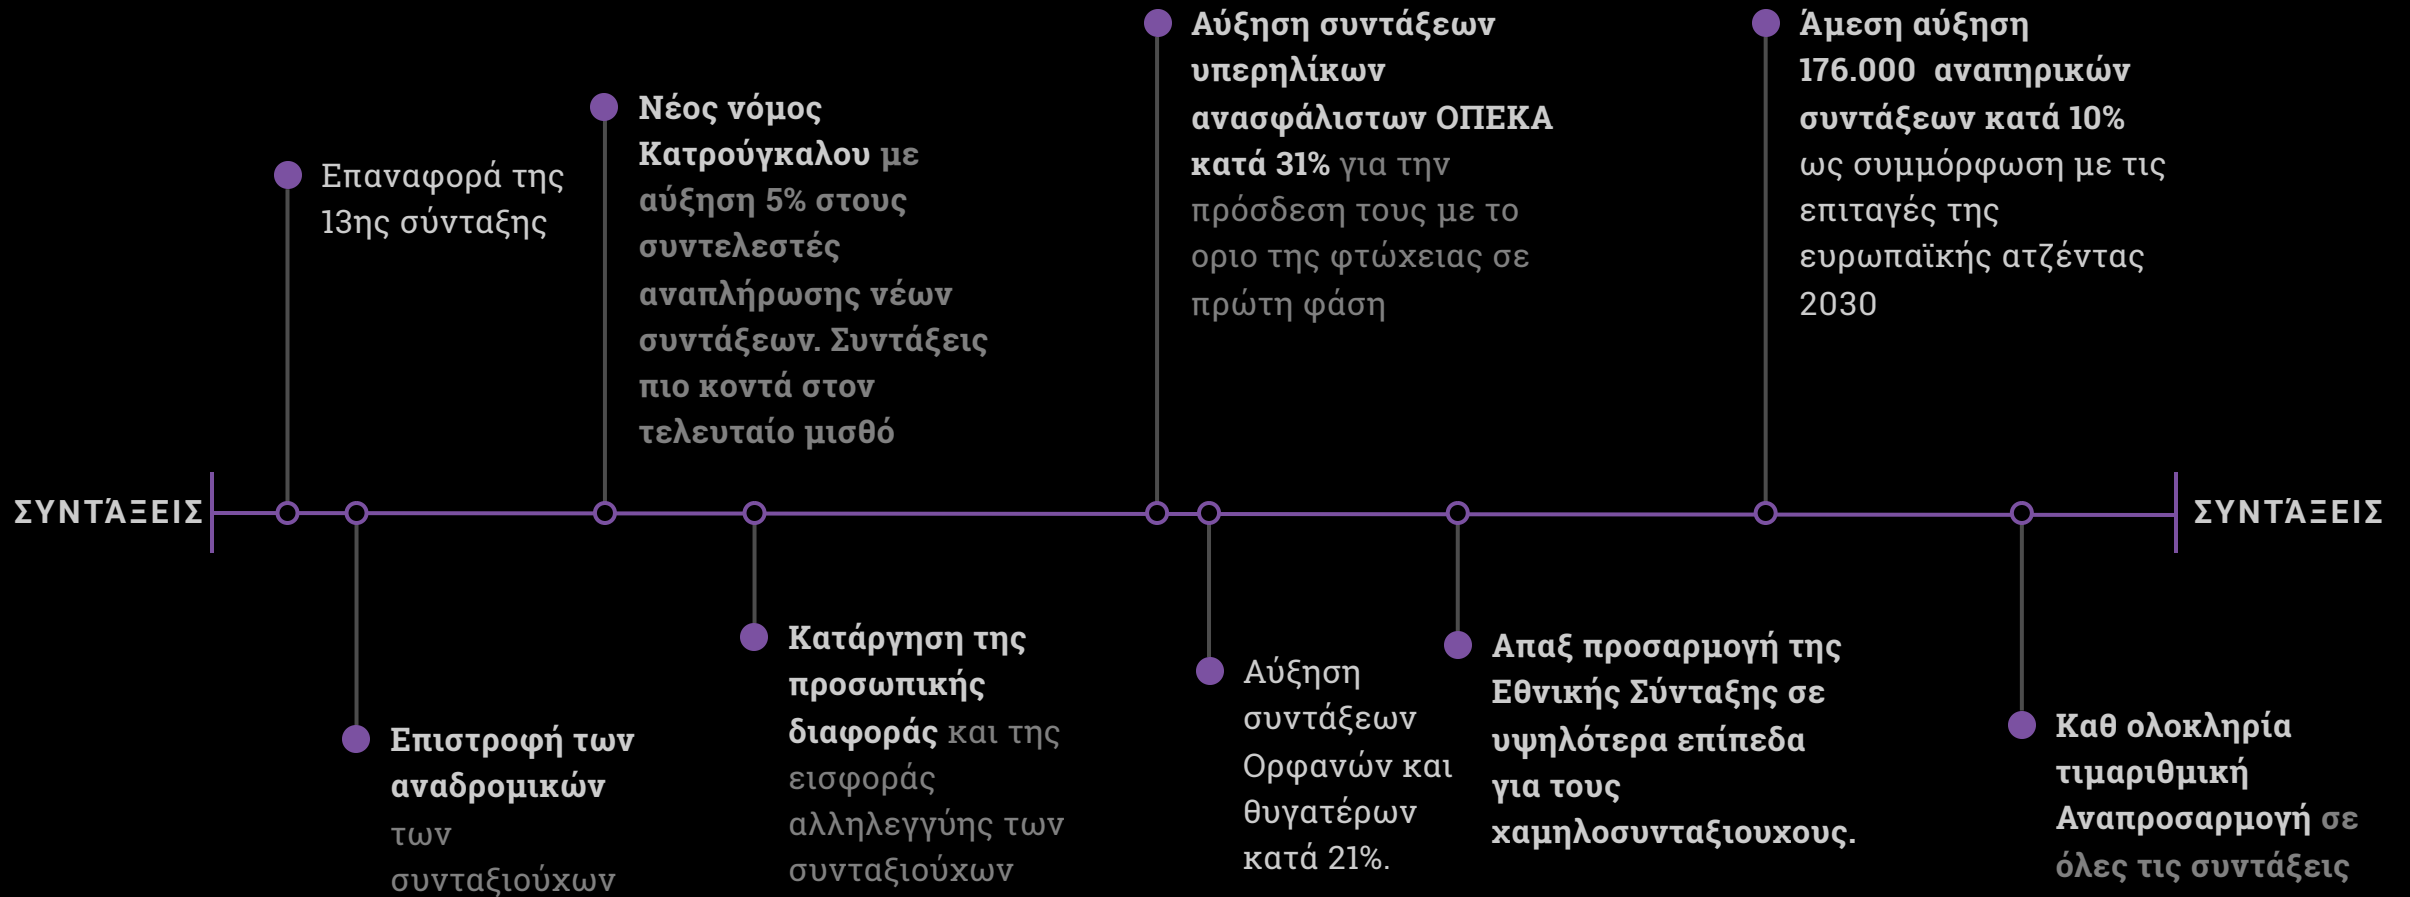 ΣΥΝΤΆΞΕΙΣ
Επαναφορά της
13ης σύνταξης
Επιστροφή των
αναδρομικών
των
συνταξιούχων
Νέος νόμος
Κατρούγκαλου με
αύξηση 5% στους
συντελεστές
αναπλήρωσης νέων
συντάξεων. Συντάξεις
πιο κοντά στον
τελευταίο μισθό
Κατάργηση της
προσωπικής
διαφοράς και της
εισφοράς
αλληλεγγύης των
συνταξιούχων
Αύξηση συντάξεων
υπερηλίκων
ανασφάλιστων ΟΠΕΚΑ
κατά 31% για την
πρόσδεση τους με το
οριο της φτώχειας σε
πρώτη φάση
Αύξηση
συντάξεων
Ορφανών και
θυγατέρων
κατά 21%.
Απαξ προσαρμογή της
Εθνικής Σύνταξης σε
υψηλότερα επίπεδα
για τους
χαμηλοσυνταξιουχους.
Άμεση αύξηση
176.000 αναπηρικών
συντάξεων κατά 10%
ως συμμόρφωση με τις
επιταγές της
ευρωπαϊκής ατζέντας
2030
Καθ ολοκληρία
τιμαριθμική
Αναπροσαρμογή σε
όλες τις συντάξεις
ΣΥΝΤΆΞΕΙΣ